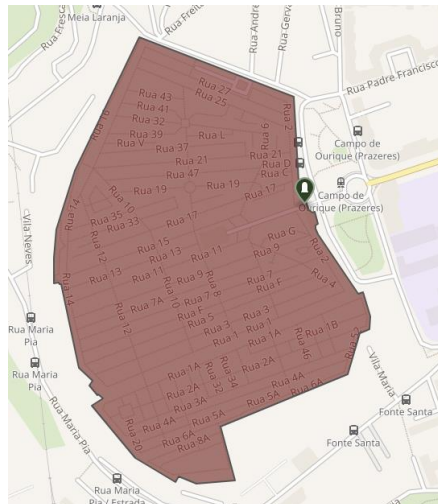 Meia Laranja
Rua Andre
Rua Gerva
Bruno
Rua Padre Francisco
Rua 27
Rua 25
Rua 43
Rua 41
Rua 32
Rua 39
Rua V
Rua 37
Rua L
Rua 6
Rua 2
Rua 16
Rua 21
Rua 21
Rua D
Rua C
Rua 47
Rua 19
Rua 19
Rua 17
Campo de
Ourique (Prazeres)
Campo de
Ourique (Prazeres)
Rua 14
Rua 10
Rua 35
Rua 33
Rua 17
Rua G
Vila Neves
Rua 12
Rua 15
Rua 13
Rua 11
Rua 9
Rua 2
Rua 13
Rua 11
Rua 9
Rua 8
Rua 7
Rua F
Rua 4
Rua 14
Rua 7A
Rua 10
Rua 7
Rua F
Rua 5
Rua 3
Rua 3
Rua 1
Rua 1
Rua 1A
Rua 1B
Rua 12
Rua Maria
Pia
Rua Maria
Pia
Rua 46
Rua 52
Rua 1A
Rua 2A
Rua 32
Rua 34
Rua 2A
Rua 3A
Rua 4A
Rua 6A
Rua 5A
Vila Maria
Rua Maria Pia
Rua 20
Rua 4A
Rua 5A
Rua 6A
Rua 8A
Fonte Santa
Fonte Santa
Rua Maria
Pia / Estrada